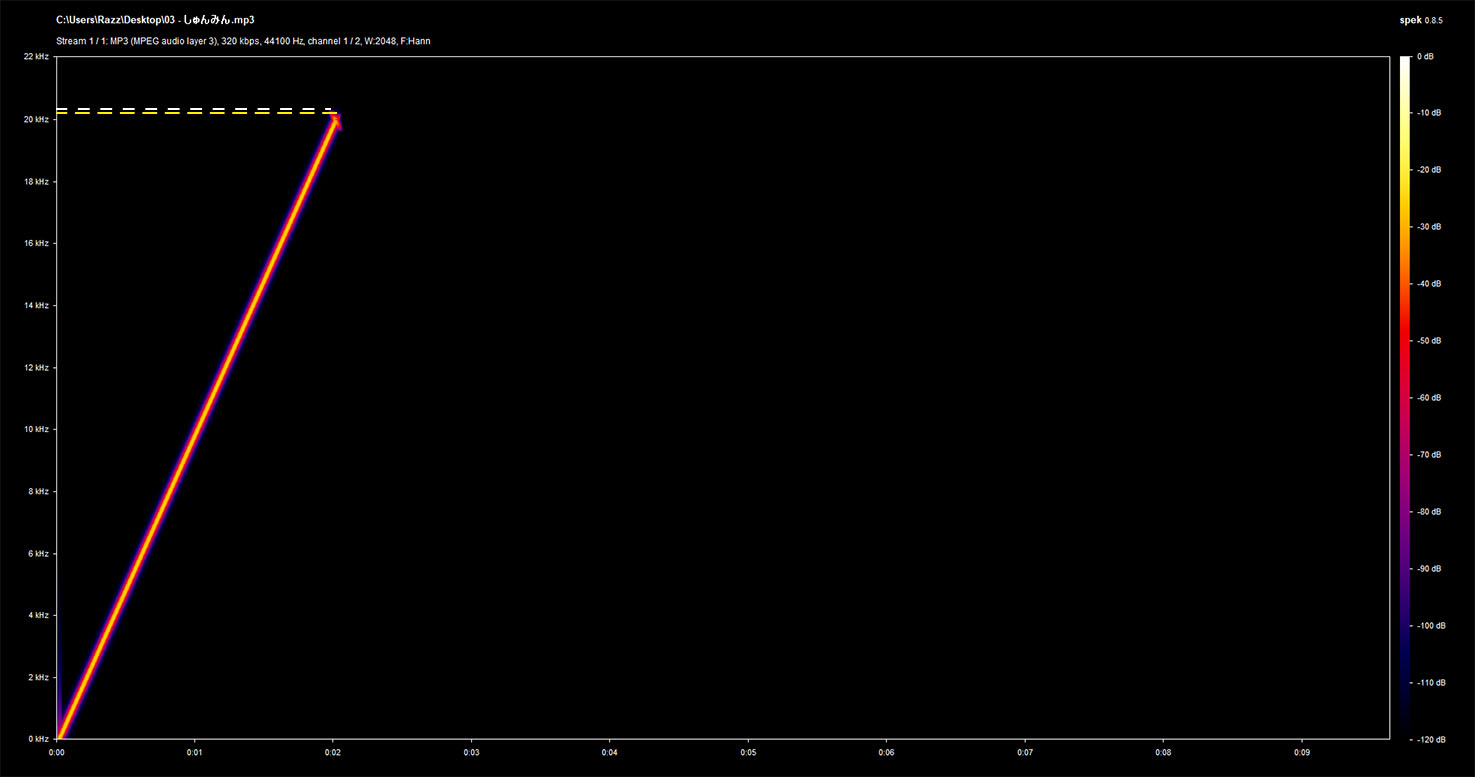 C:\Users\Razz\Desktop\03 - しゅんみん.mp3
spek 0.8.5
Stream 1 / 1: MP3 (MPEG audio layer 3), 320 kbps, 44100 Hz, channel 1 / 2, W:2048, F:Hann
22 kHz
20 kHz
18 kHz
16 kHz
14 kHz
12 kHz
10 kHz
8 kHz
6 kHz
4 kHz
2 kHz
0 kHz
0:00
0:01
0:02
0:03
0:04
0:05
0:06
0:07
0:08
0:09
0 dB
-10 dB
-20 dB
-30 dB
-40 dB
-50 dB
-60 dB
-70 dB
-80 dB
-90 dB
-100 dB
-110 dB
-120 dB